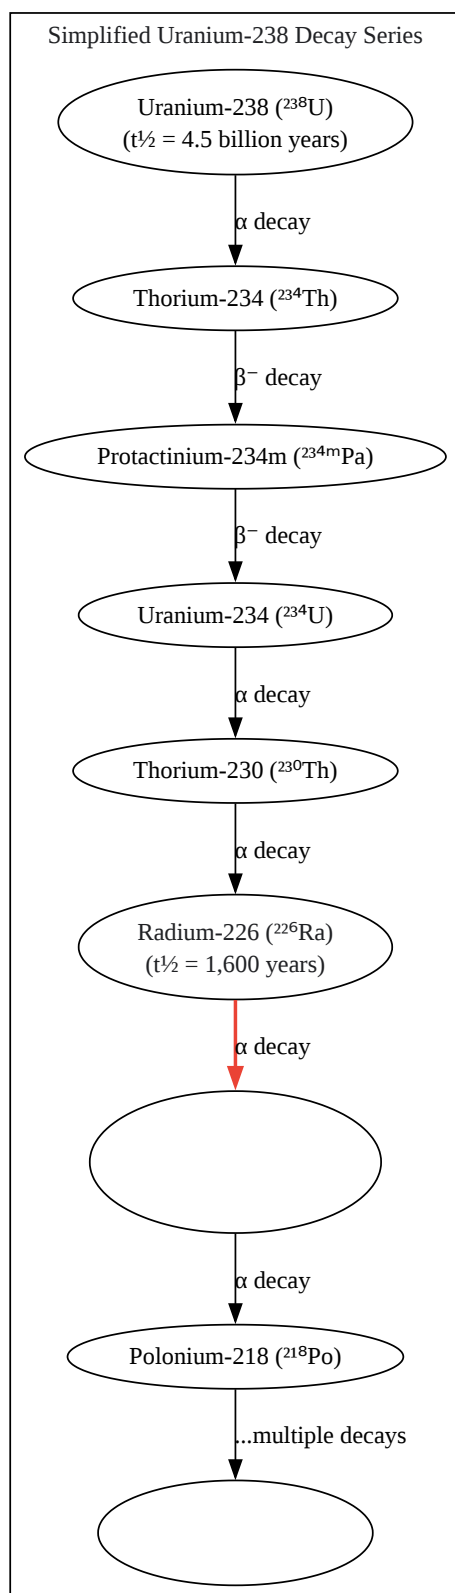 Simplified Uranium-238 Decay Series
Uranium-238 (²³⁸U)
(t½ = 4.5 billion years)
α decay
Thorium-234 (²³⁴Th)
β⁻ decay
Protactinium-234m (²³⁴ᵐPa)
β⁻ decay
Uranium-234 (²³⁴U)
α decay
Thorium-230 (²³⁰Th)
α decay
Radium-226 (²²⁶Ra)
(t½ = 1,600 years)
α decay
α decay
Polonium-218 (²¹⁸Po)
...multiple decays